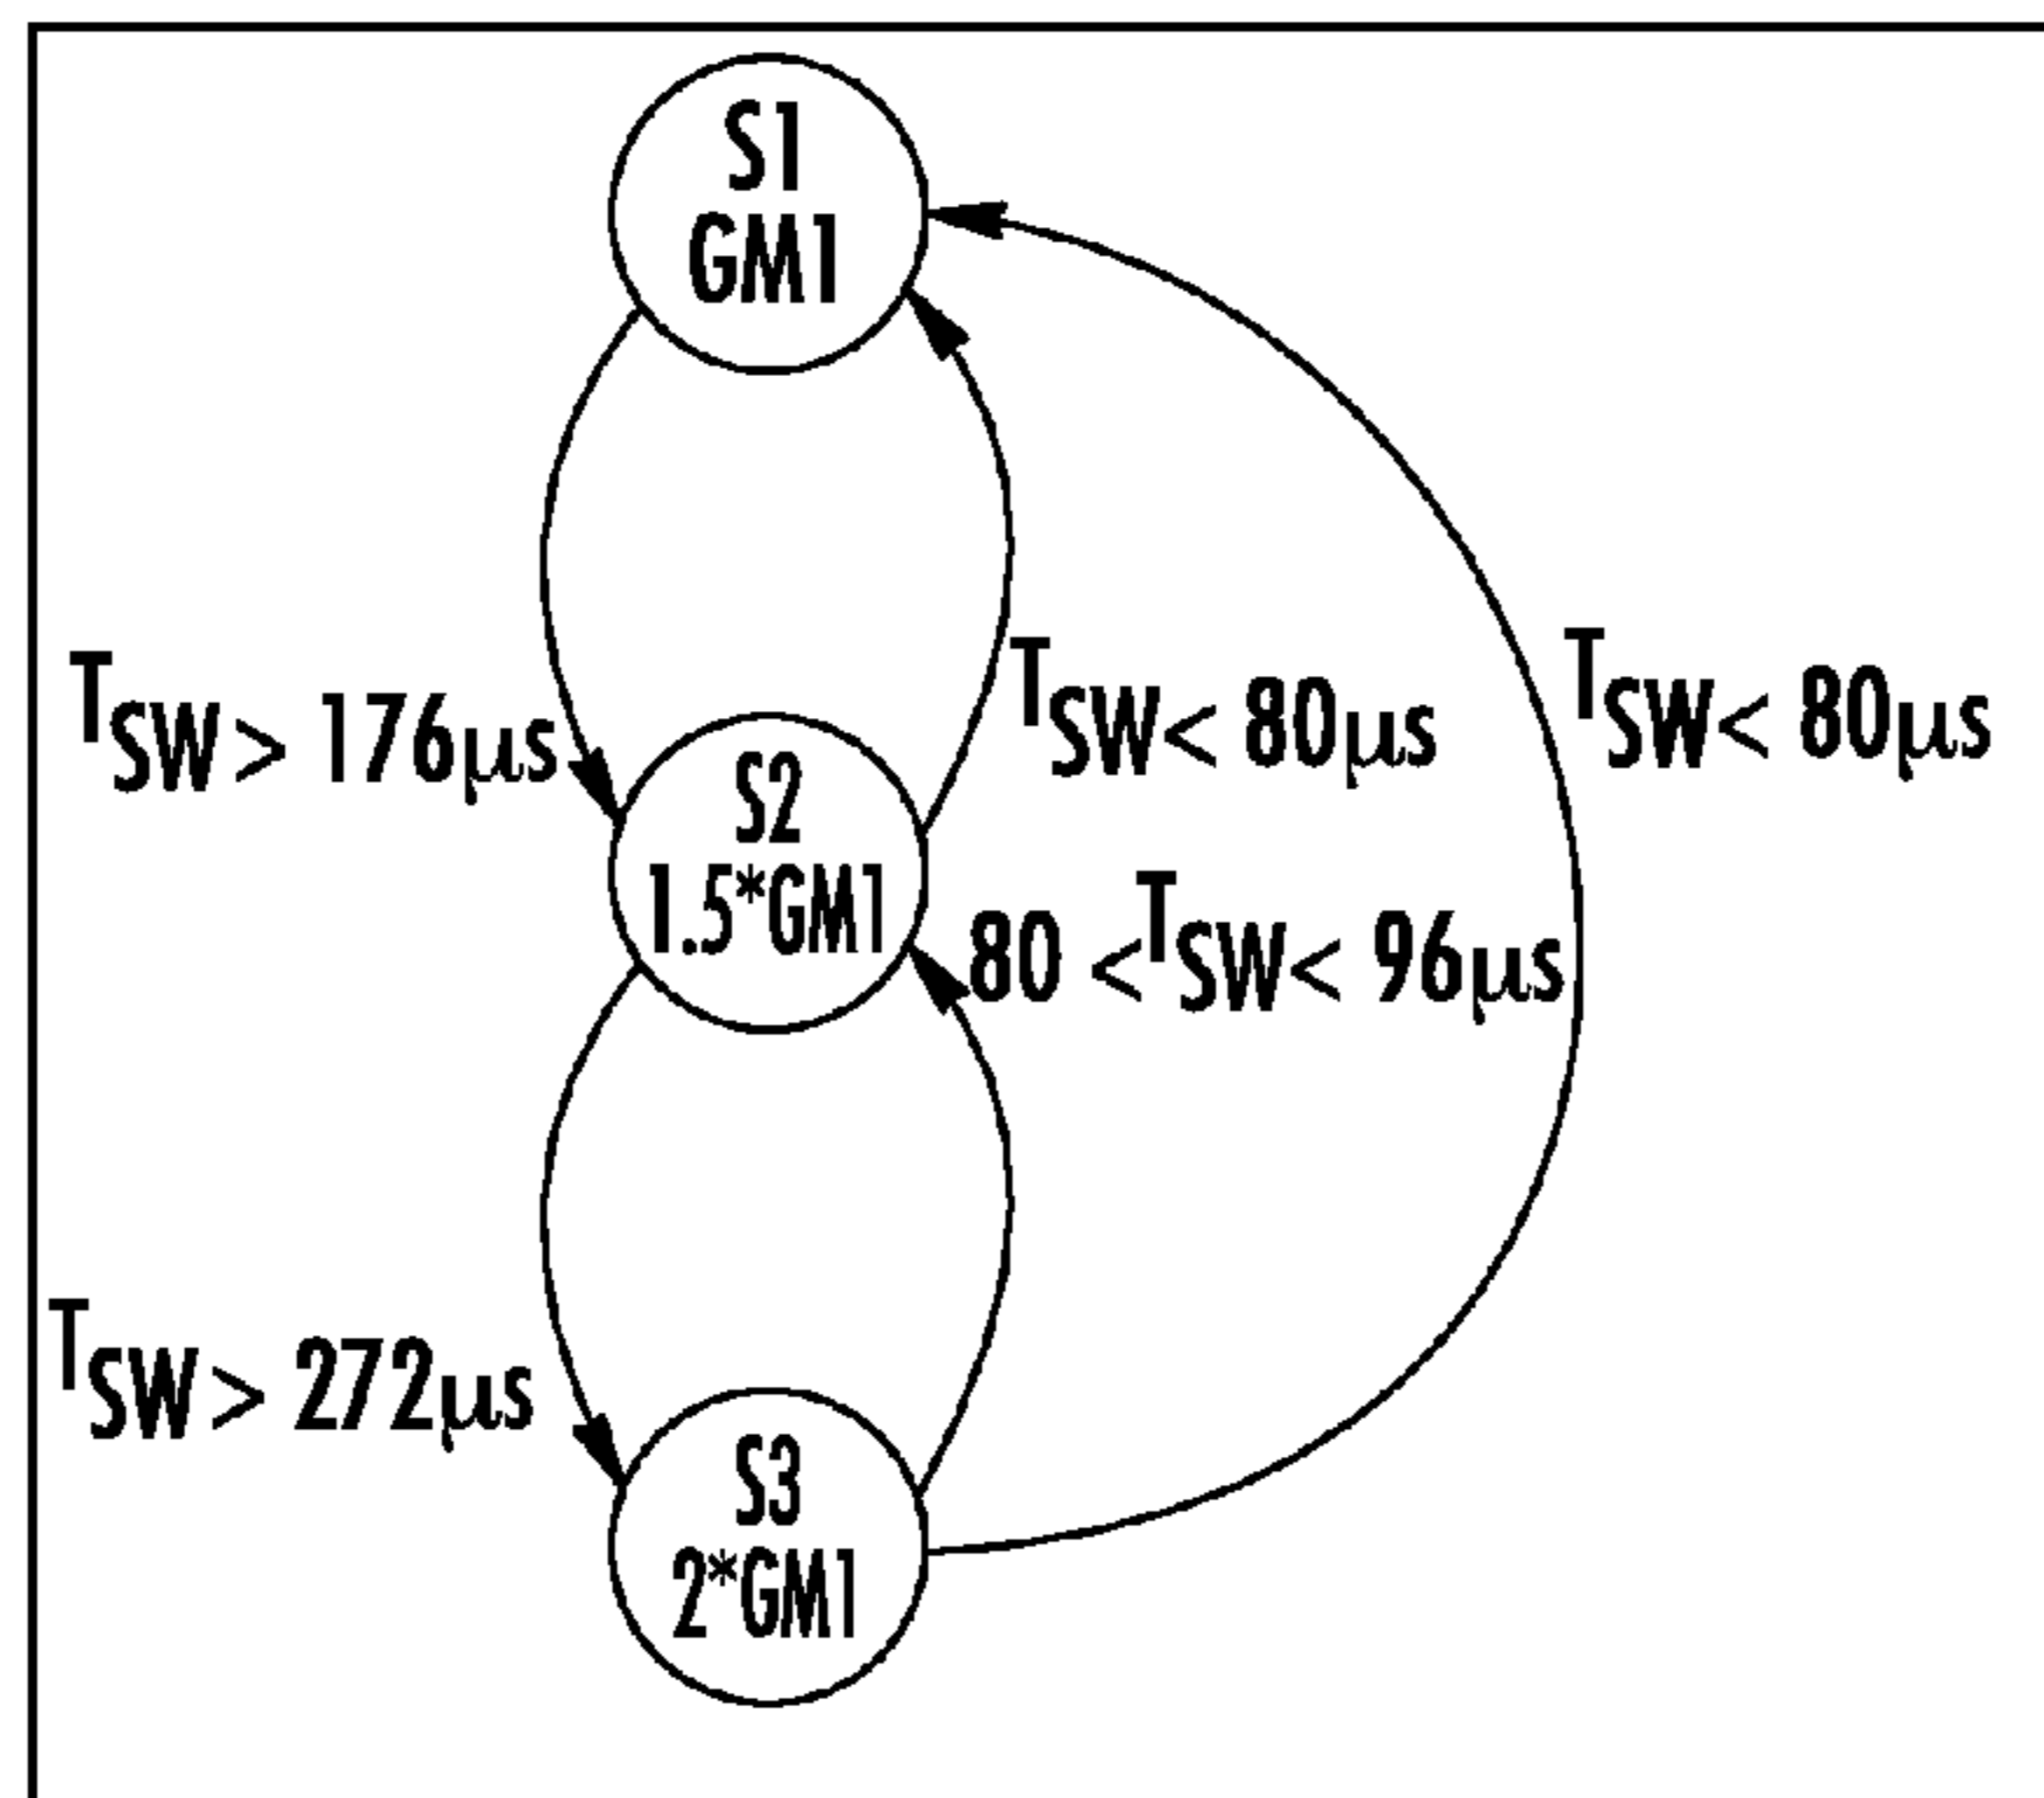 S1
GM1
TSW > 176µs
TSW < 80µs
TSW < 80µs
S2
1.5*GM1
80 < TSW < 96µs
TSW > 272µs
S3
2*GM1